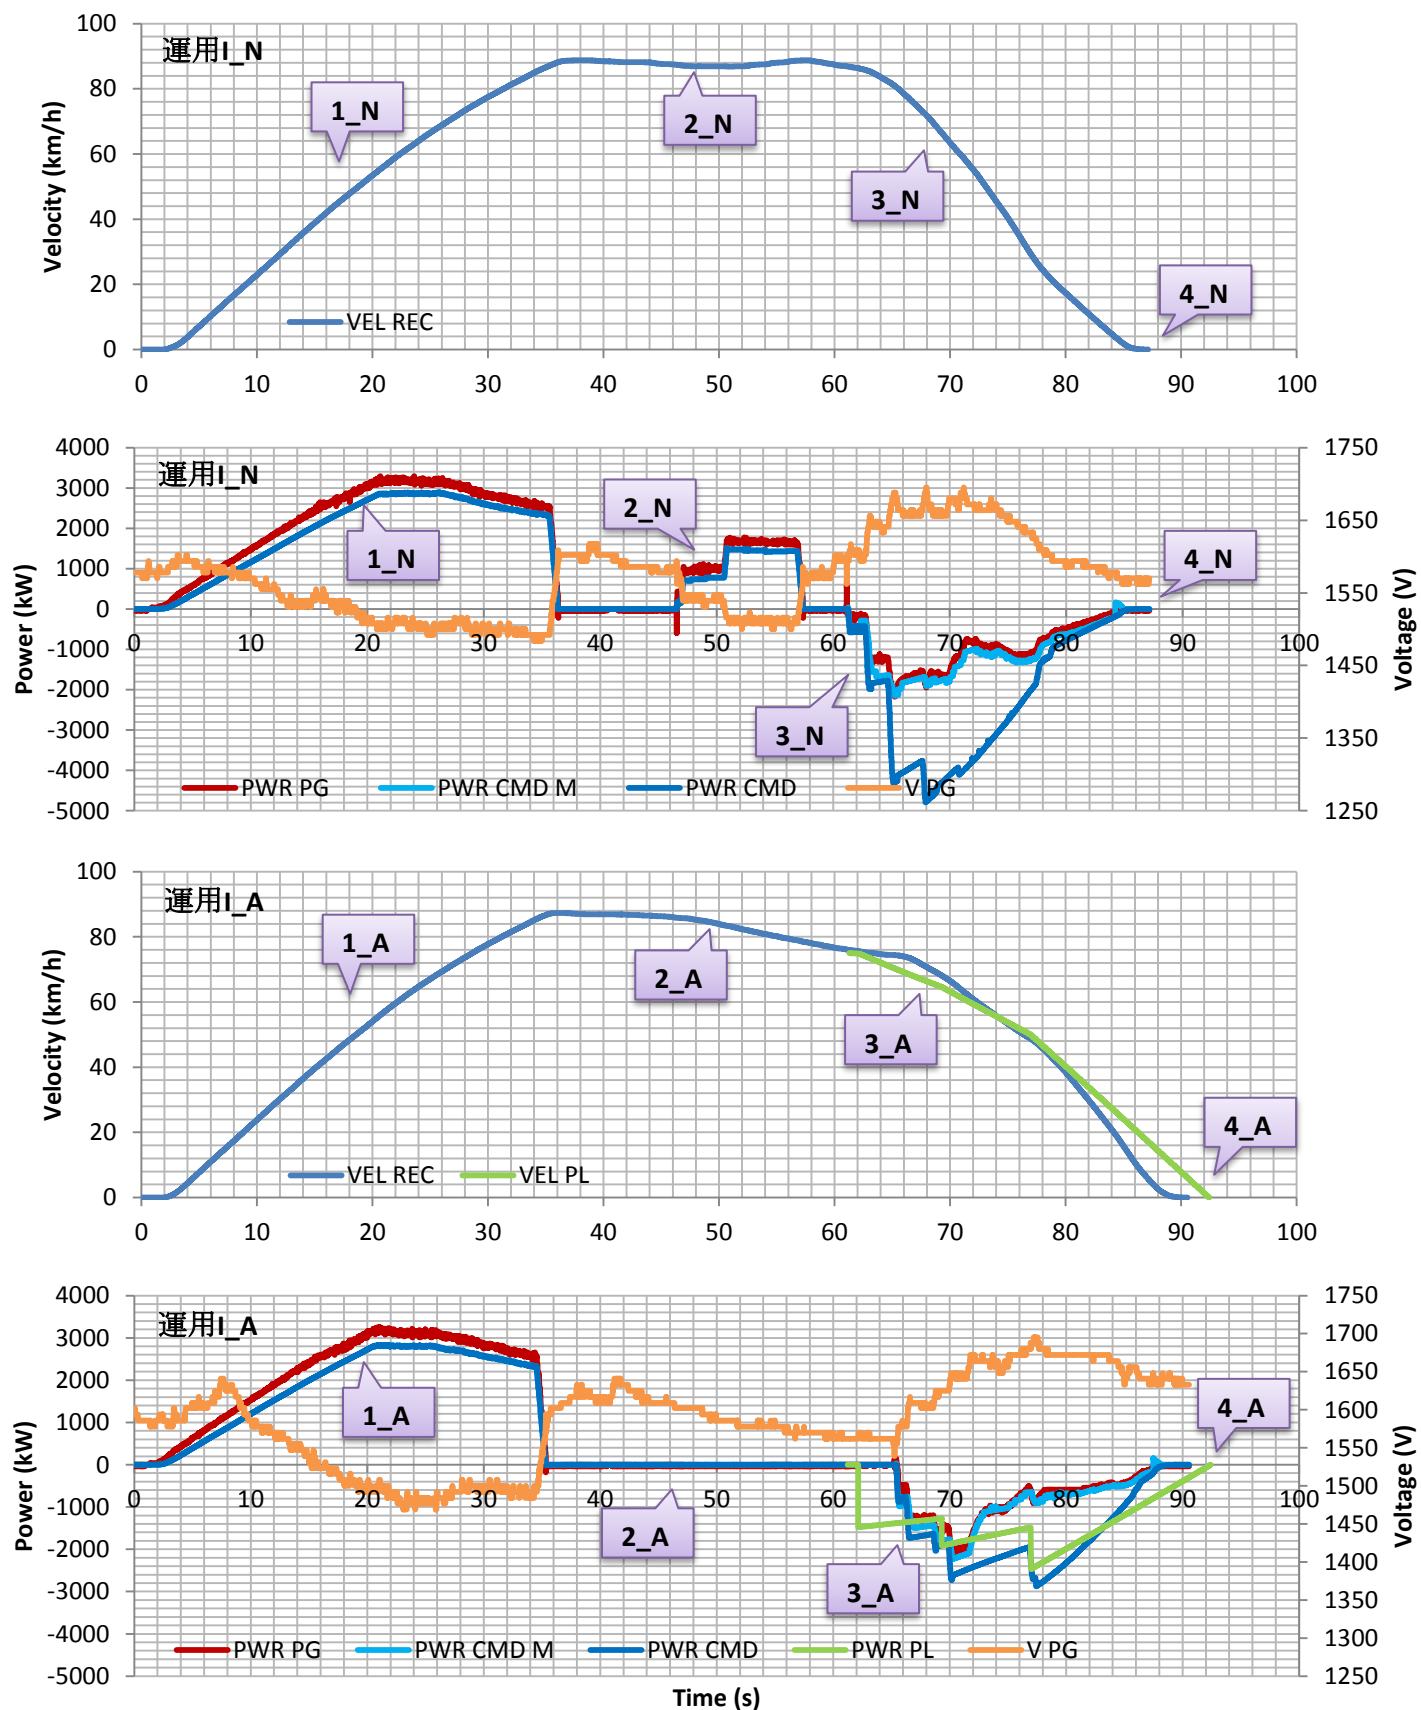 100
80
60
40
20
0
Velocity (km/h)
運用I_N
1_N
2_N
3_N
4_N
VEL REC
0 10 20 30 40 50 60 70 80 90 100
4000
3000
2000
1000
0
-1000
-2000
-3000
-4000
-5000
Power (kW)
運用I_N
1_N
2_N
3_N
4_N
0 10 20 30 40 50 60 70 80 90 100
PWR PG PWR CMD M PWR CMD V PG
1750
1650
1550
1450
1350
1250
Voltage (V)
100
80
60
40
20
0
Velocity (km/h)
運用I_A
1_A
2_A
3_A
4_A
VEL REC VEL PL
0 10 20 30 40 50 60 70 80 90 100
4000
3000
2000
1000
0
-1000
-2000
-3000
-4000
-5000
Power (kW)
運用I_A
1_A
2_A
3_A
4_A
0 10 20 30 40 50 60 70 80 90 100
PWR PG PWR CMD M PWR CMD PWR PL V PG
1750
1700
1650
1600
1550
1500
1450
1400
1350
1300
1250
Voltage (V)
Time (s)